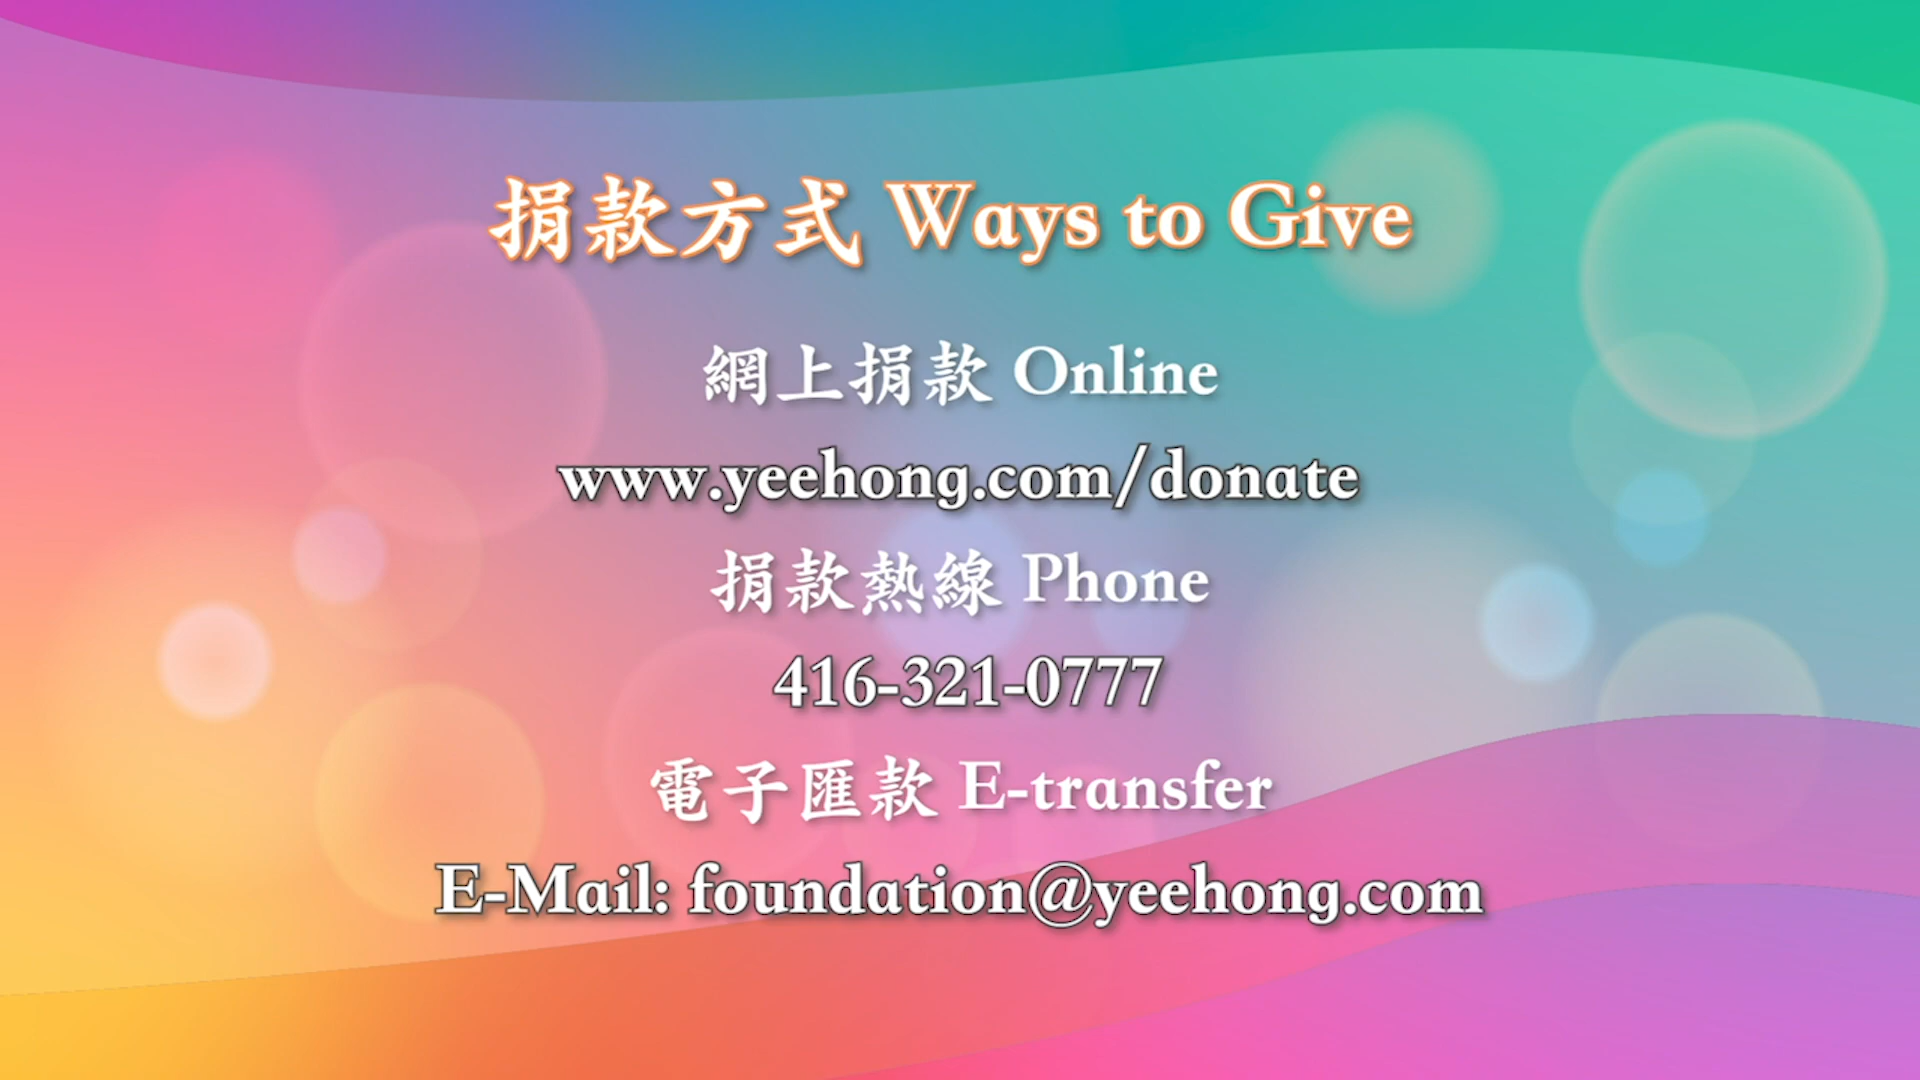 捐款方式 Ways to Give
網上捐款 Online
www.yeehong.com/donate
捐款熱線 Phone
416-321-0777
電子匯款 E-transfer
E-Mail: foundation@yeehong.com